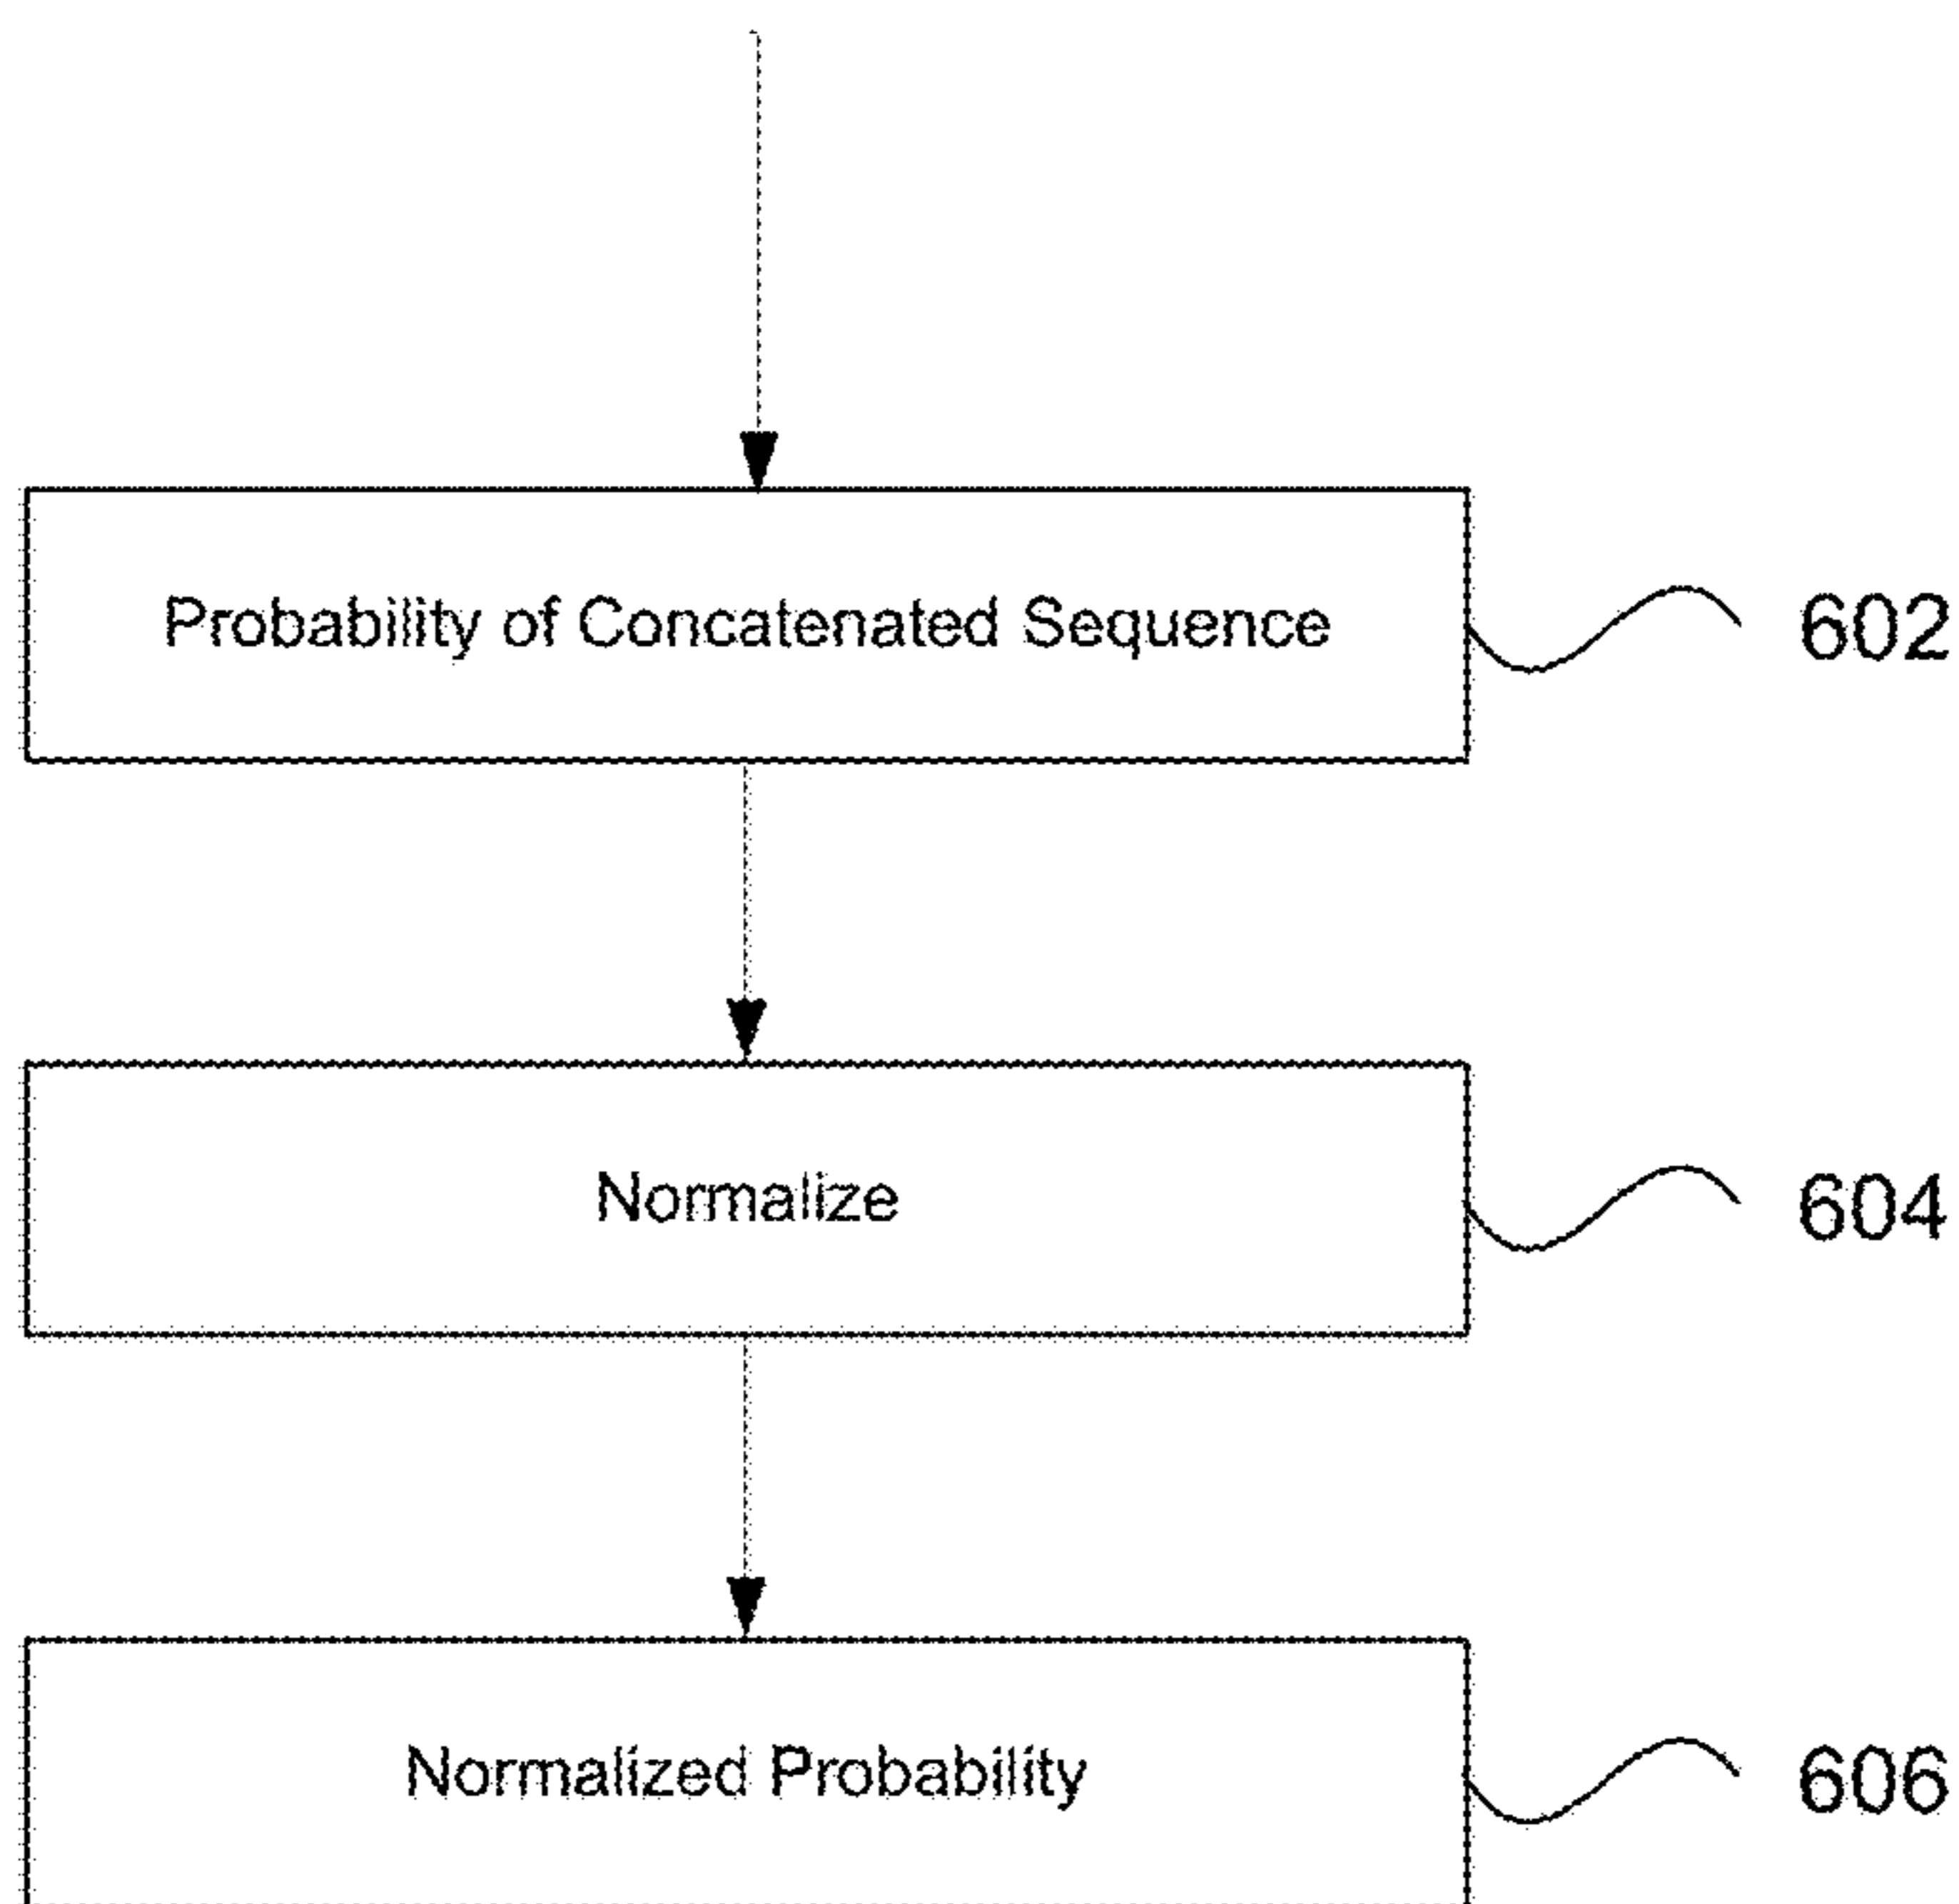 Probability of Concatenated Sequence
602
Normalize
604
Normalized Probability
606